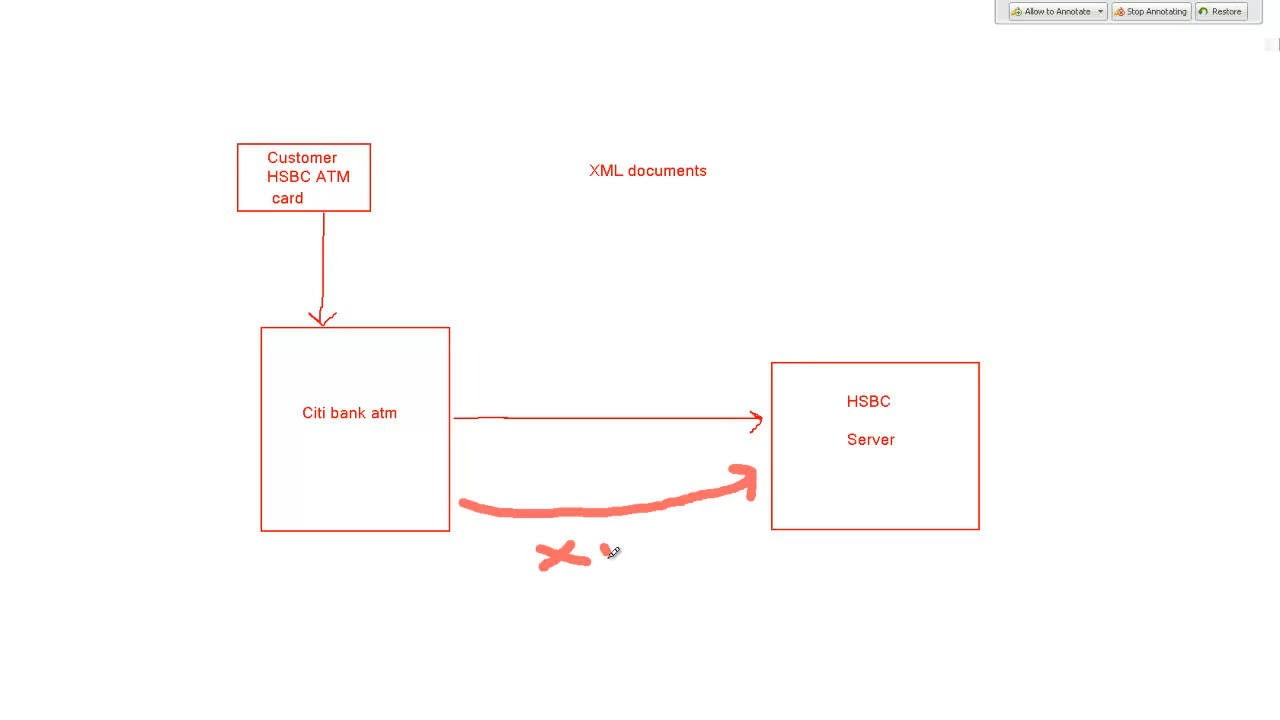 Allow to Annotate
Stop Annotating
Restore
Customer
HSBC ATM
card
XML documents
Citi bank atm
HSBC
Server
X